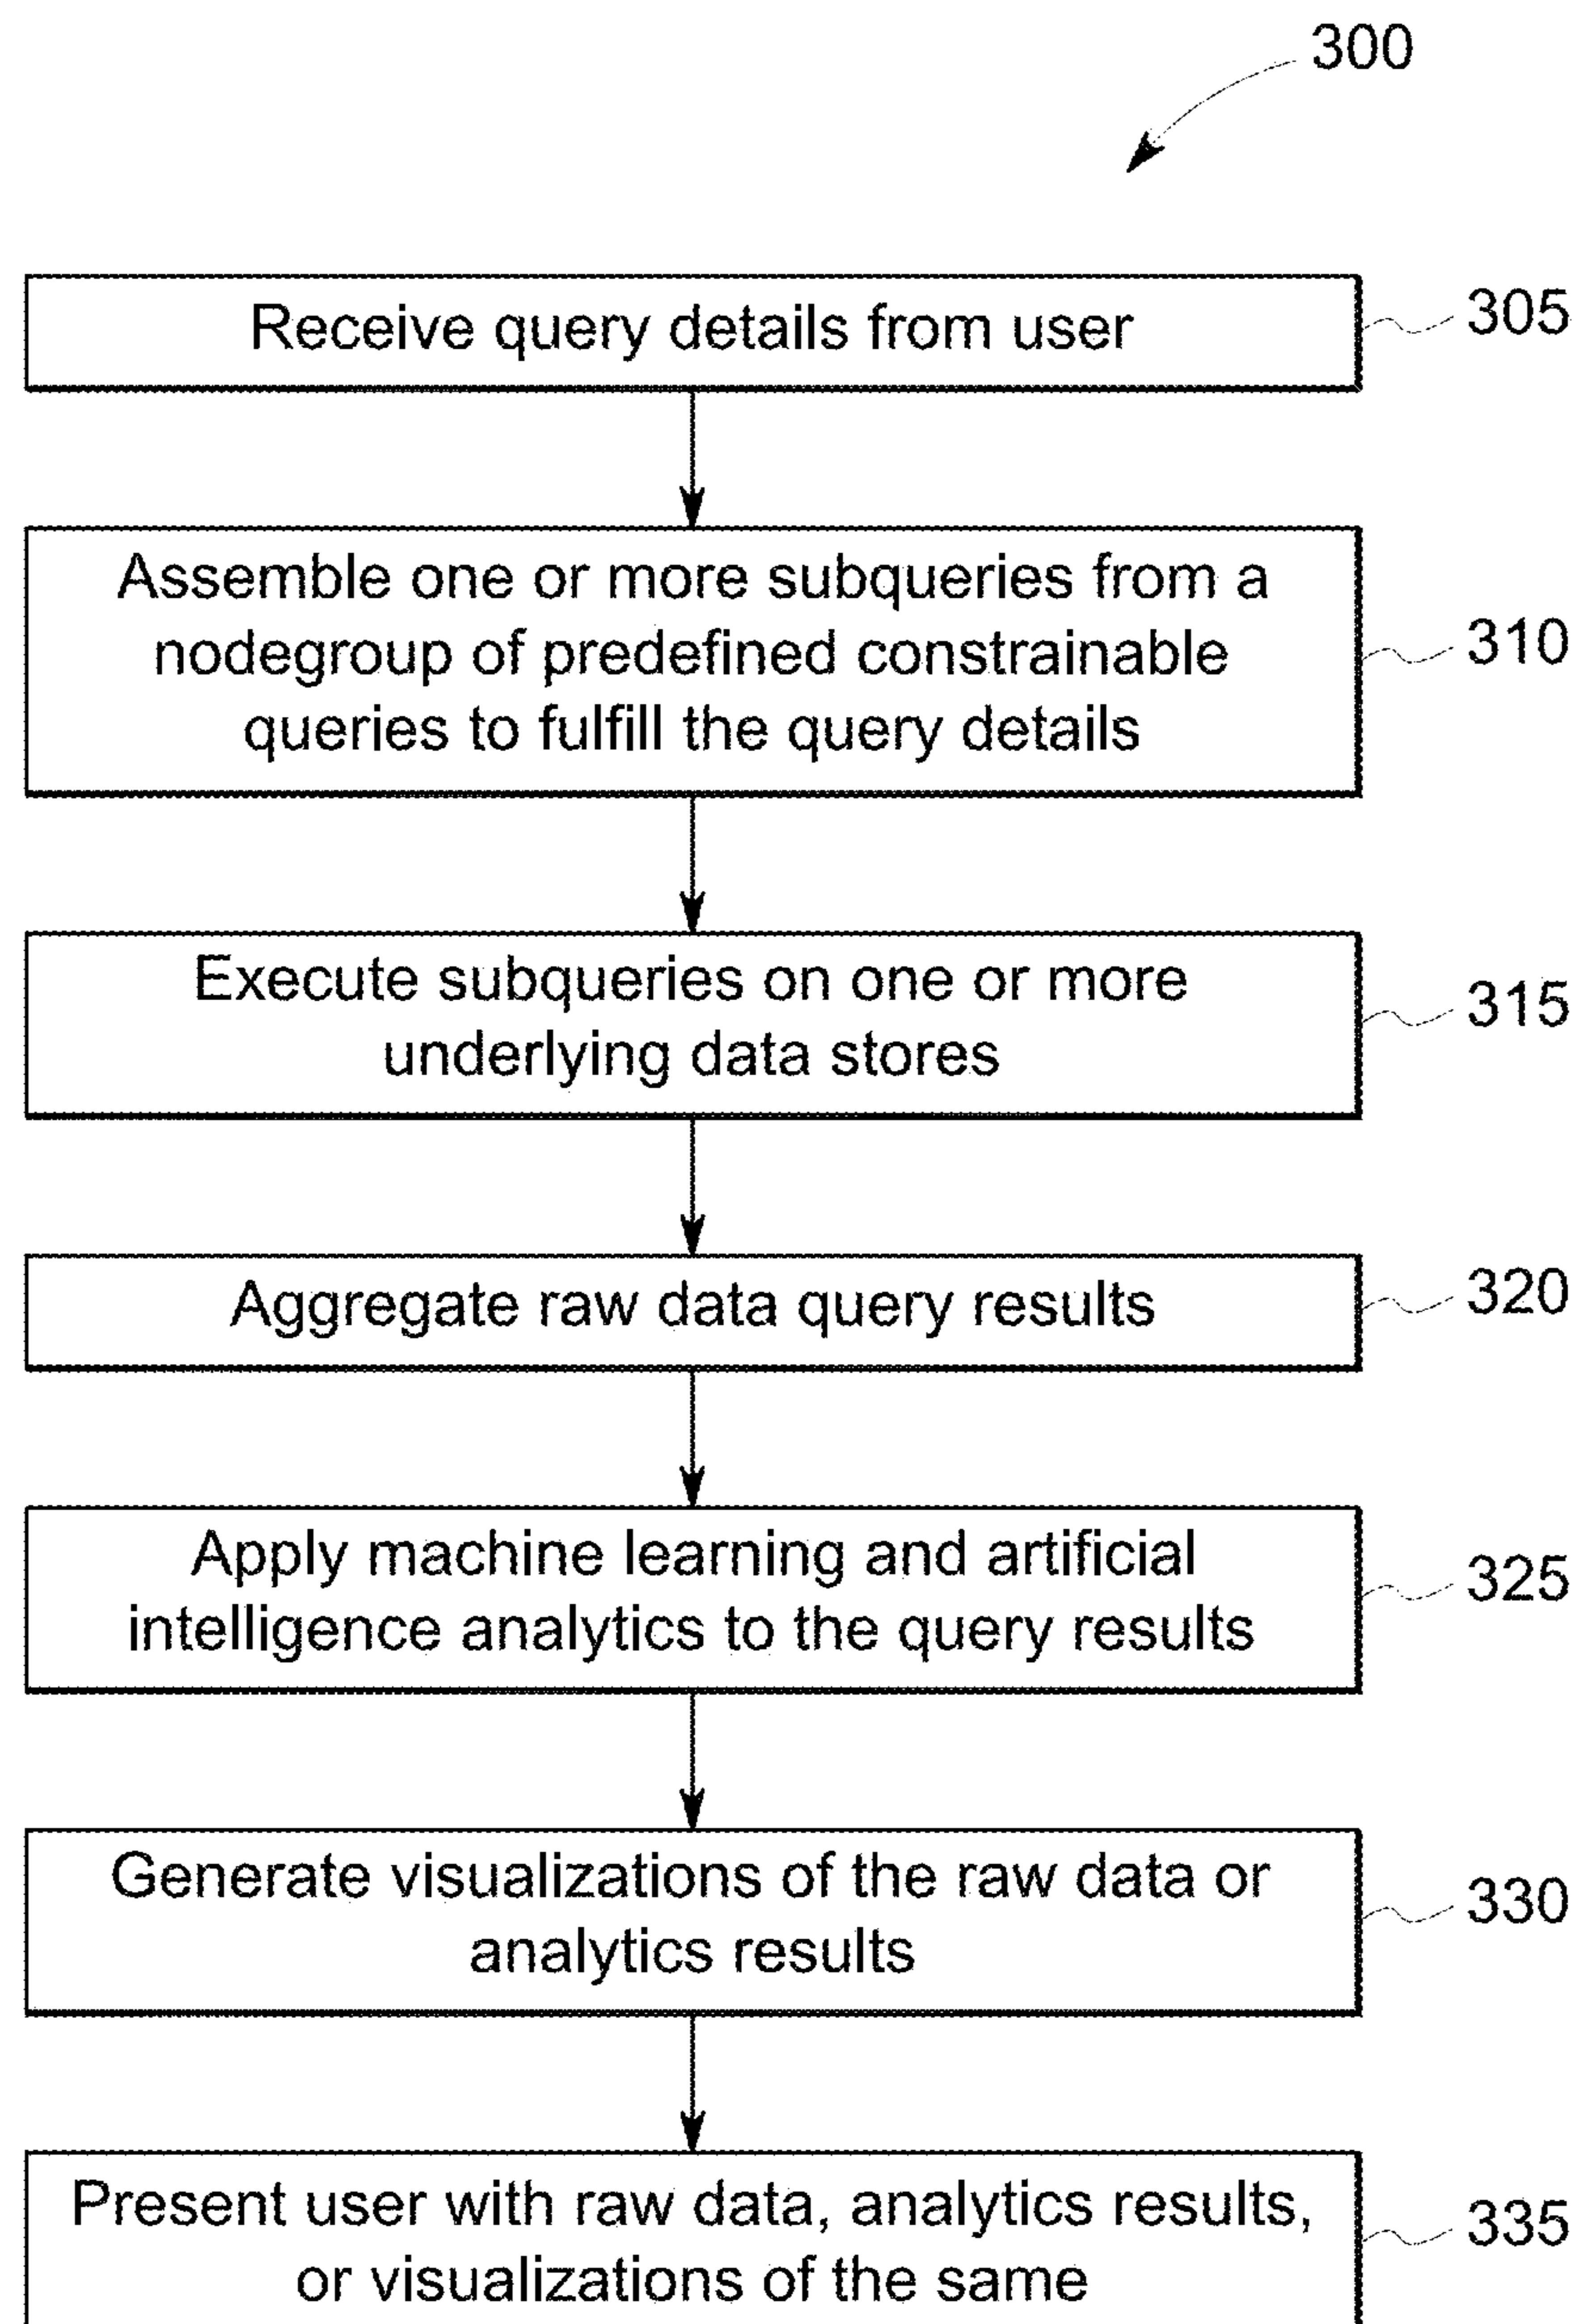 300
Receive query details from user
305
Assemble one or more subqueries from a
nodegroup of predefined constrainable
queries to fulfill the query details
310
Execute subqueries on one or more
underlying data stores
315
Aggregate raw data query results
320
Apply machine learning and artificial
intelligence analytics to the query results
325
Generate visualizations of the raw data or
analytics results
330
Present user with raw data, analytics results,
or visualizations of the same
335